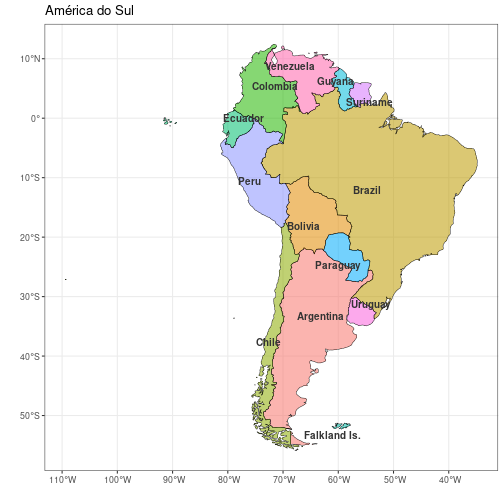 América do Sul
10°N
0°
10°S
20°S
30°S
40°S
50°S
Venezuela
Guyana
Colombia
Suriname
Ecuador
Peru
Brazil
Bolivia
Paraguay
Uruguay
Argentina
Chile
Falkland Is.
110°W
100°W
90°W
80°W
70°W
60°W
50°W
40°W